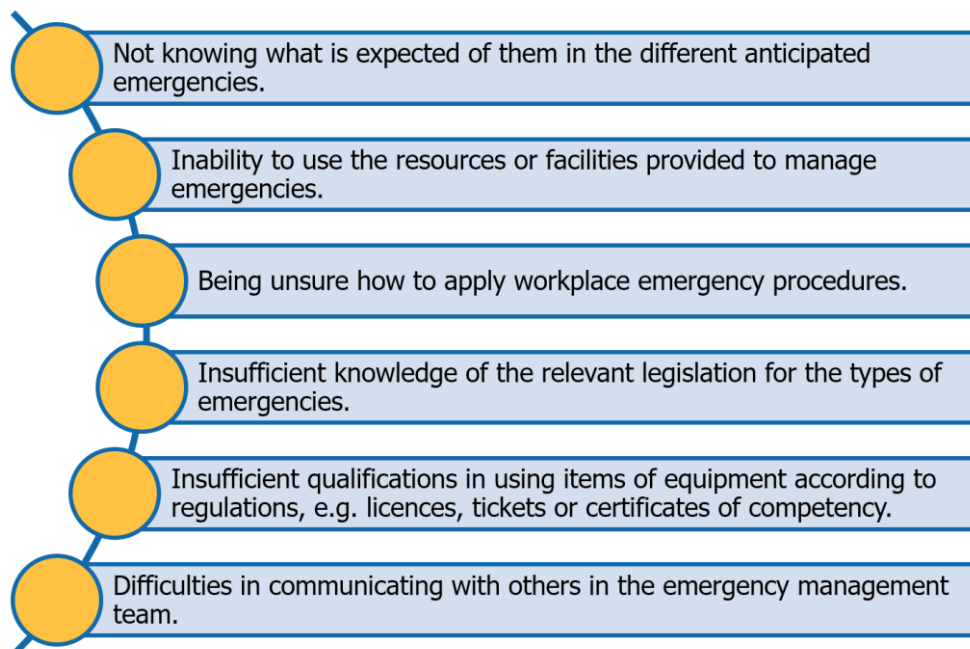 Not knowing what is expected of them in the different anticipated
emergencies.
Inability to use the resources or facilities provided to manage
emergencies.
Being unsure how to apply workplace emergency procedures.
Insufficient knowledge of the relevant legislation for the types of
emergencies.
Insufficient qualifications in using items of equipment according to
regulations, e.g. licences, tickets or certificates of competency.
Difficulties in communicating with others in the emergency management
team.